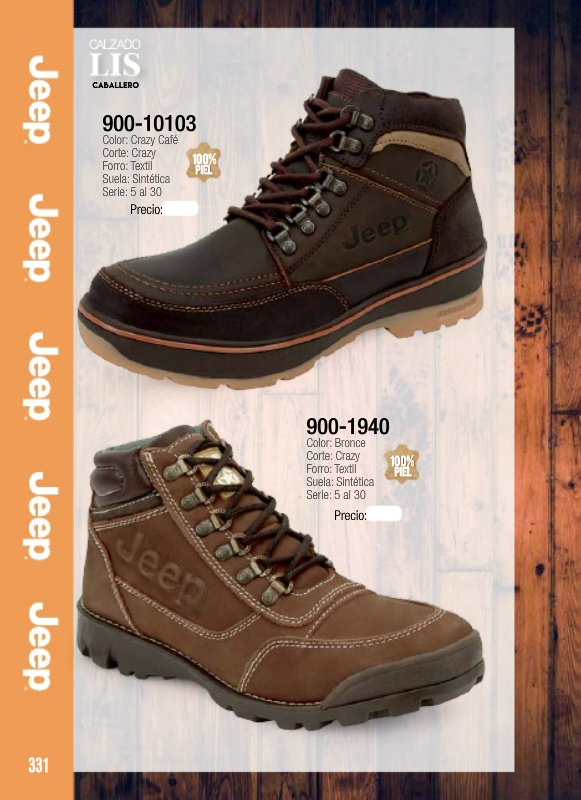 CALZADO
LIS
CABALLERO
900-10103
Color: Crazy Café
Corte: Crazy
Forro: Textil
Suela: Sintética
Serie: 5 al 30
100%
PIEL
Precio:
Jeep
900-1940
Color: Bronce
Corte: Crazy
Forro: Textil
Suela: Sintética
Serie: 5 al 30
100%
PIEL
Precio:
Jeep
Jeep
Jeep
Jeep
Jeep
Jeep
331